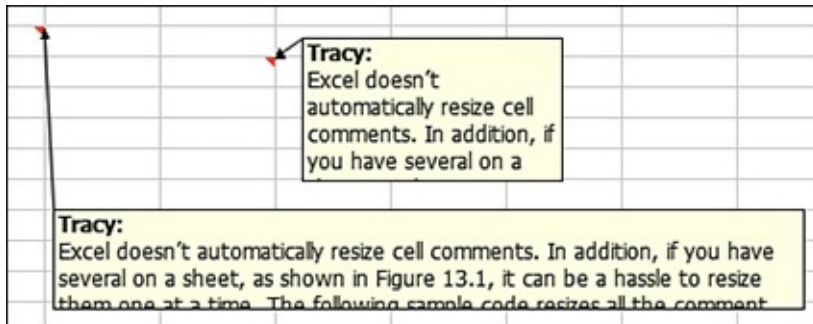 Tracy:
Excel doesn't
automatically resize cell
comments. In addition, if
you have several on a
Tracy:
Excel doesn't automatically resize cell comments. In addition, if you have
several on a sheet, as shown in Figure 13.1, it can be a hassle to resize
them one at a time. The following sample code resizes all the comment